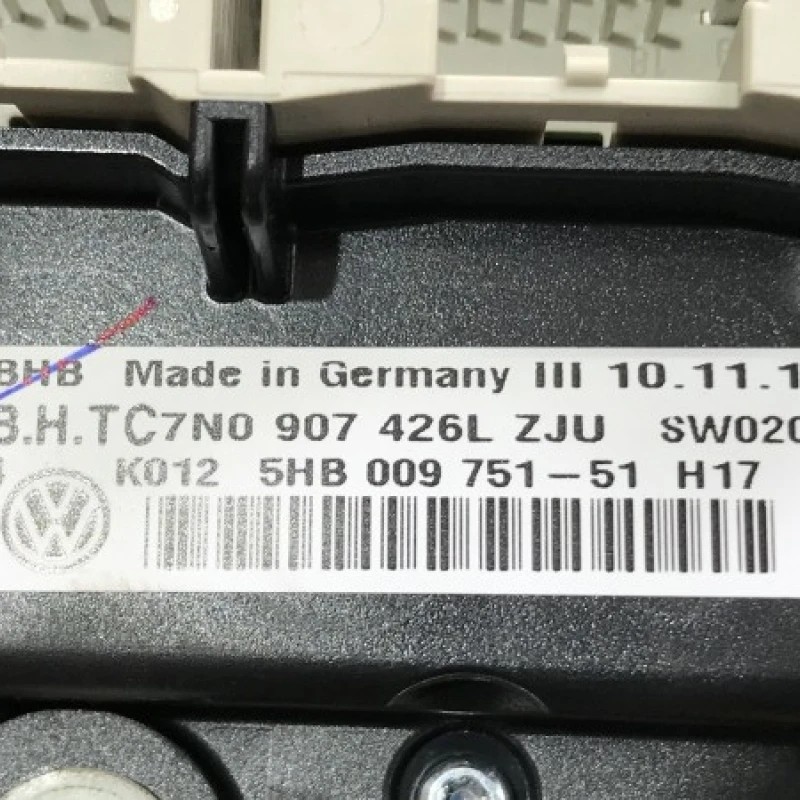 BHB Made in Germany III 10.11.1
B.H.TC7N0 907 426L ZJU SW020
K012 5HB 009 751-51 H17